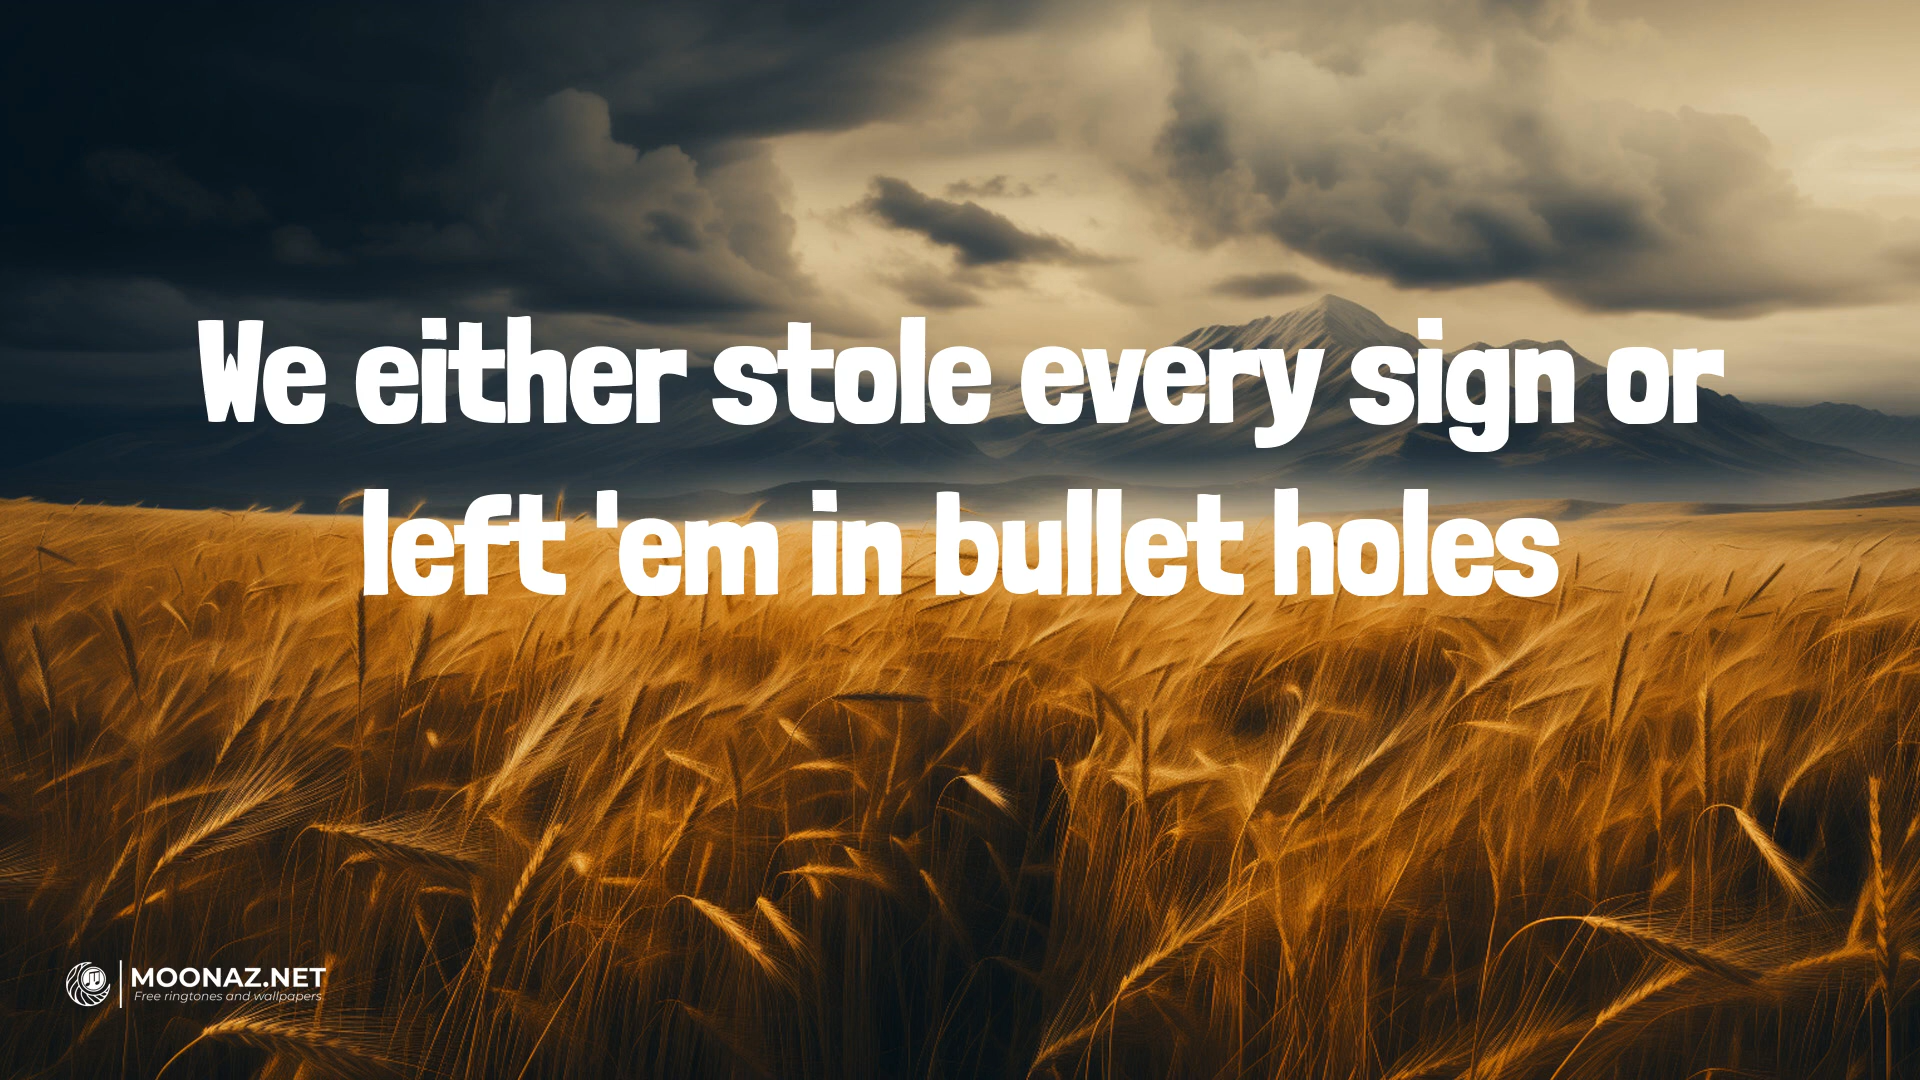 We either stole every sign or
left 'em in bullet holes
MOONAZ.NET
Free ringtones and wallpapers